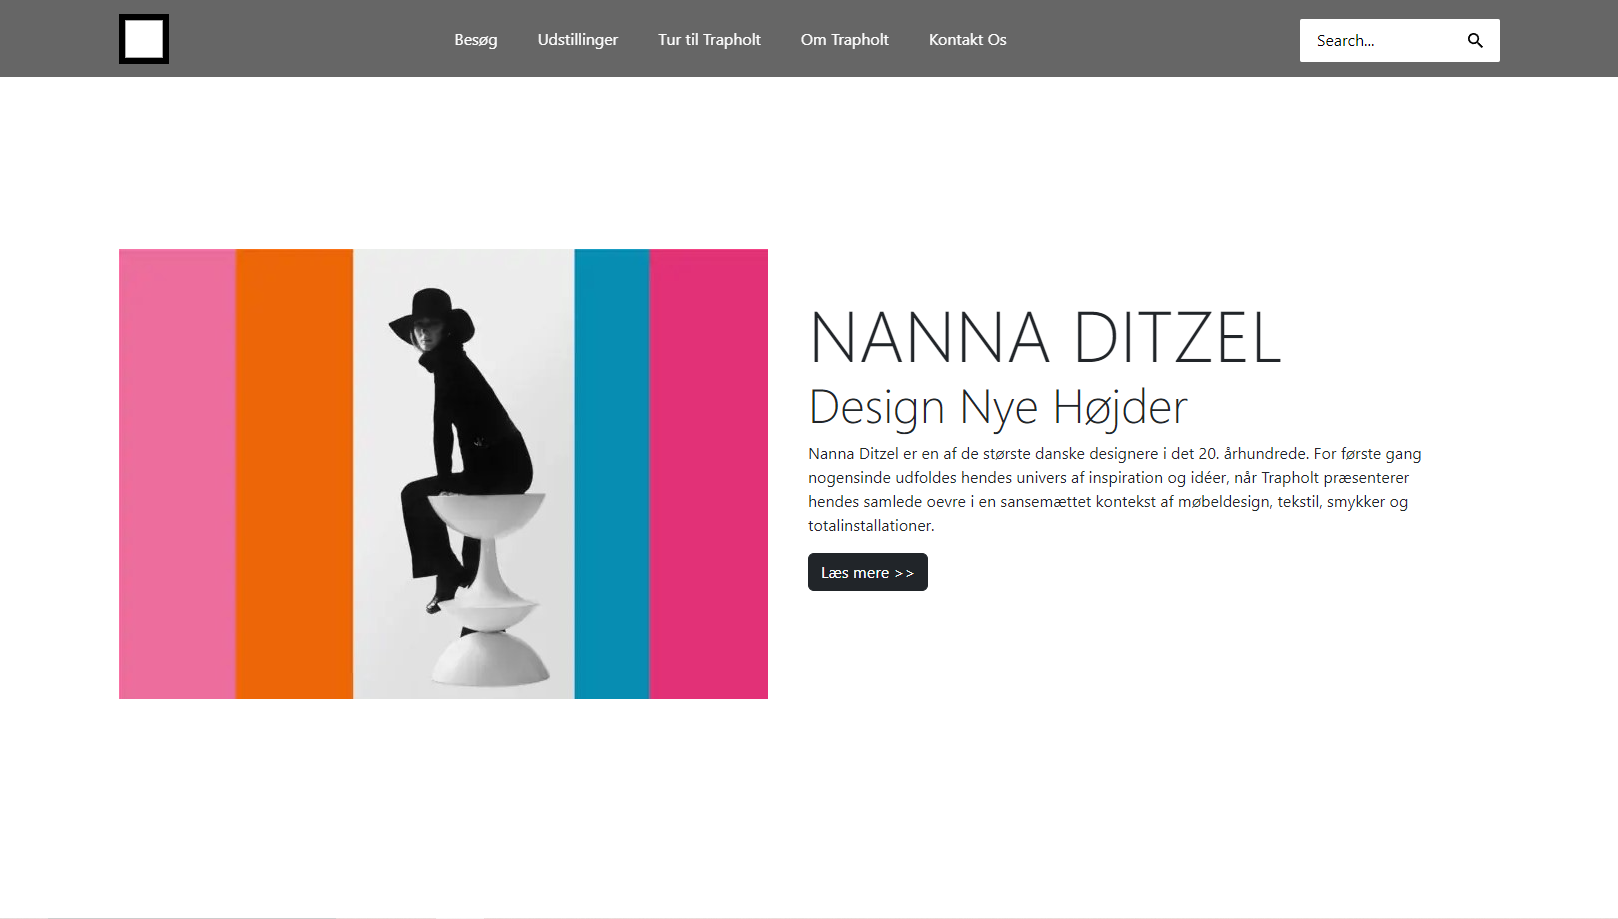 Besøg
Udstillinger
Tur til Trapholt
Om Trapholt
Kontakt Os
Search...
NANNA DITZEL
Design Nye Højder
Nanna Ditzel er en af de største danske designere i det 20. århundrede. For første gang
nogensinde udfoldes hendes univers af inspiration og idéer, når Trapholt præsenterer
hendes samlede oevre i en sansemættet kontekst af møbeldesign, tekstil, smykker og
totalinstallationer.
Læs mere >>